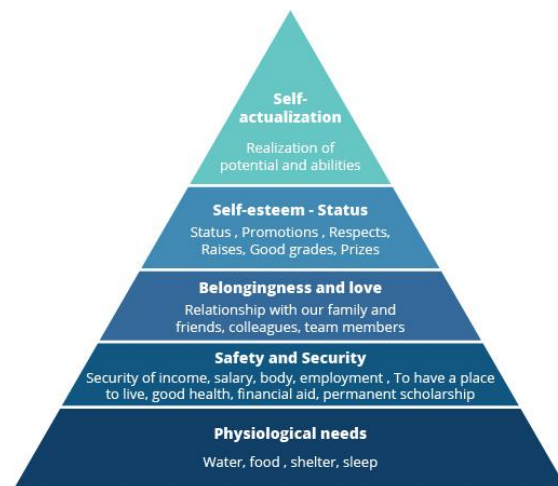 Self-
actualization
Realization of
potential and abilities
Self-esteem - Status
Status , Promotions , Respects,
Raises, Good grades, Prizes
Belongingness and love
Relationship with our family and
friends, colleagues, team members
Safety and Security
Security of income, salary, body, employment , To have a place
to live, good health, financial aid, permanent scholarship
Physiological needs
Water, food , shelter, sleep